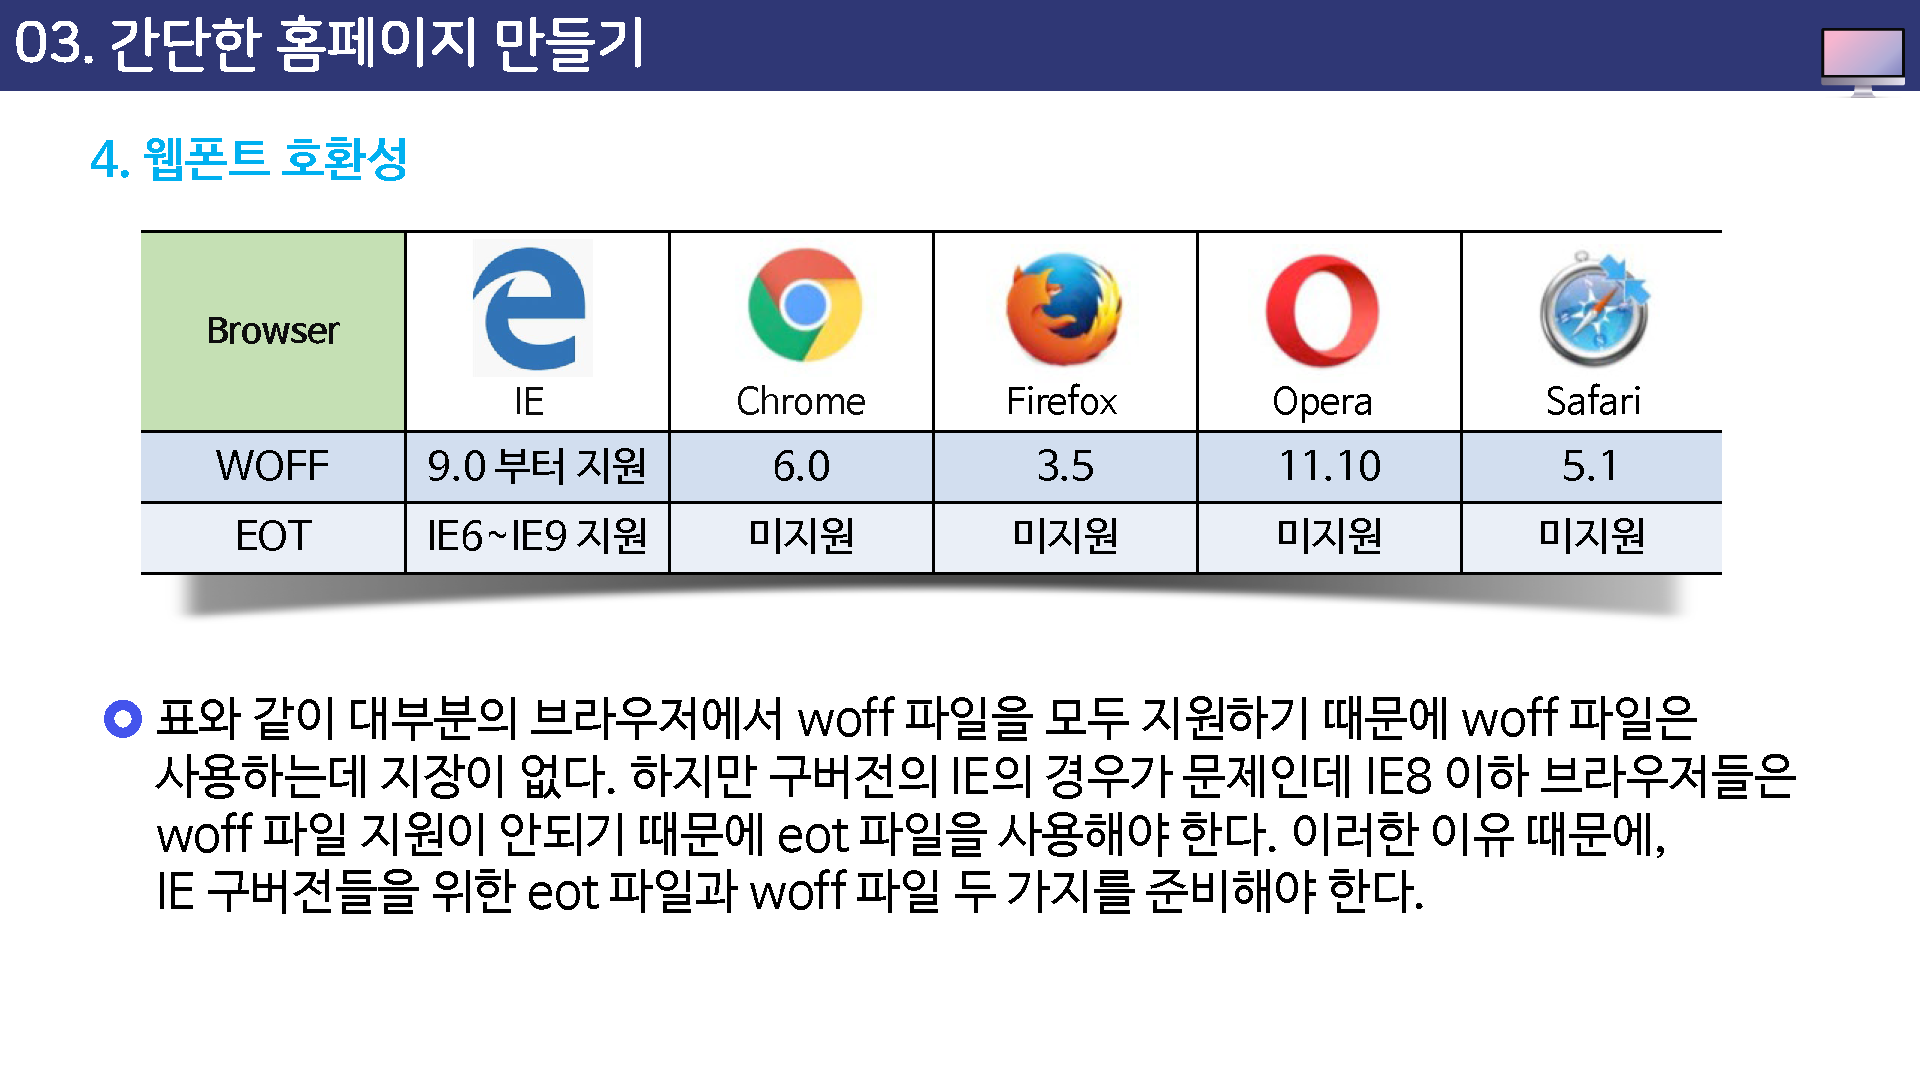 03. 간단한 홈페이지 만들기
4. 웹폰트 호환성
Browser IE Chrome Firefox Opera Safari
WOFF 9.0 부터 지원 6.0 3.5 11.10 5.1
EOT IE6~IE9 지원 미지원 미지원 미지원 미지원
표와 같이 대부분의 브라우저에서 woff 파일을 모두 지원하기 때문에 woff 파일은
사용하는데 지장이 없다. 하지만 구버전의 IE의 경우가 문제인데 IE8 이하 브라우저들은
woff 파일 지원이 안되기 때문에 eot 파일을 사용해야 한다. 이러한 이유 때문에,
IE 구버전들을 위한 eot 파일과 woff 파일 두 가지를 준비해야 한다.